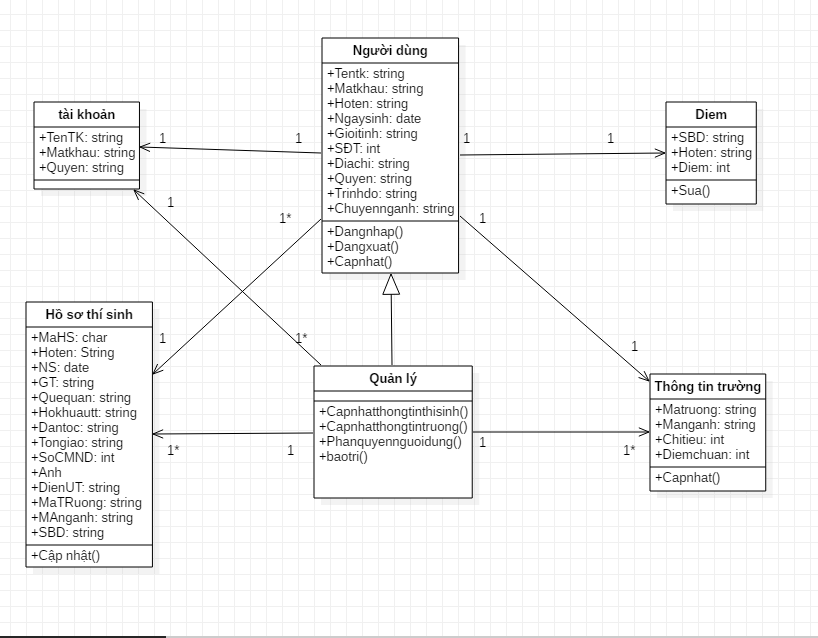 Người dùng
+Tentk: string
+Matkhau: string
+Hoten: string
+Ngaysinh: date
+Gioitinh: string
+SĐT: int
+Diachi: string
+Quyen: string
+Trinhdo: string
+Chuyennganh: string
+Dangnhap()
+Dangxuat()
+Capnhat()
tài khoản
+TenTK: string
+Matkhau: string
+Quyen: string
Diem
+SBD: string
+Hoten: string
+Diem: int
+Sua()
1
1
1
1
1
1*
1
1
1*
1
Hồ sơ thí sinh
+MaHS: char
+Hoten: String
+NS: date
+GT: string
+Quequan: string
+Hokhuautt: string
+Dantoc: string
+Tongiao: string
+SoCMND: int
+Anh
+DienUT: string
+MaTRuong: string
+MAnganh: string
+SBD: string
+Cập nhật()
Quản lý
+Capnhatthongtinthisinh()
+Capnhatthongtintruong()
+Phanquyennguoidung()
+baotri()
Thông tin trường
+Matruong: string
+Manganh: string
+Chitieu: int
+Diemchuan: int
+Capnhat()
1*
1
1
1*